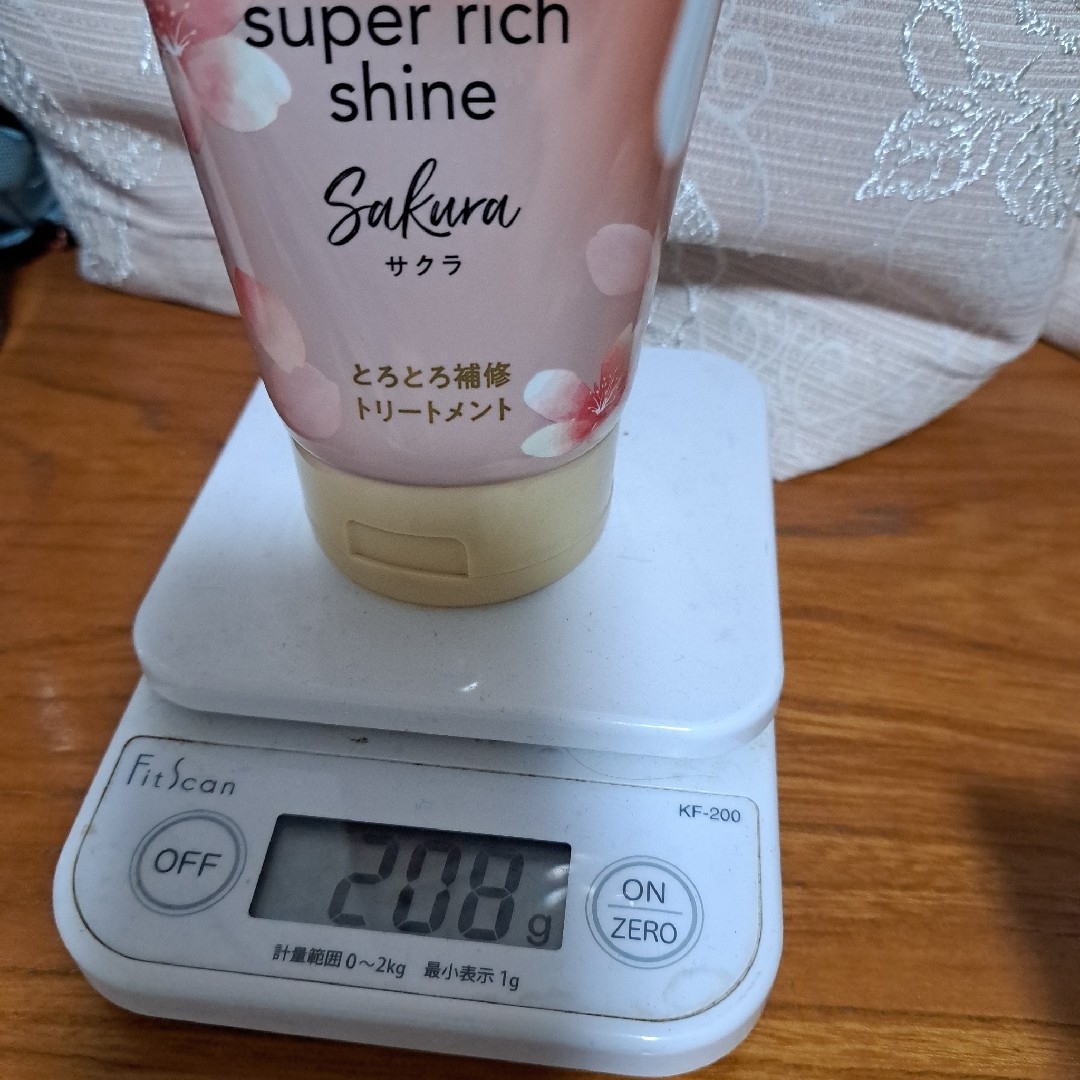 super rich
shine
Sakura
サクラ
とろとろ補修
トリートメント
FitScan
KF-200
OFF
208g
ON
ZERO
計量範囲 0～2kg 最小表示 1g